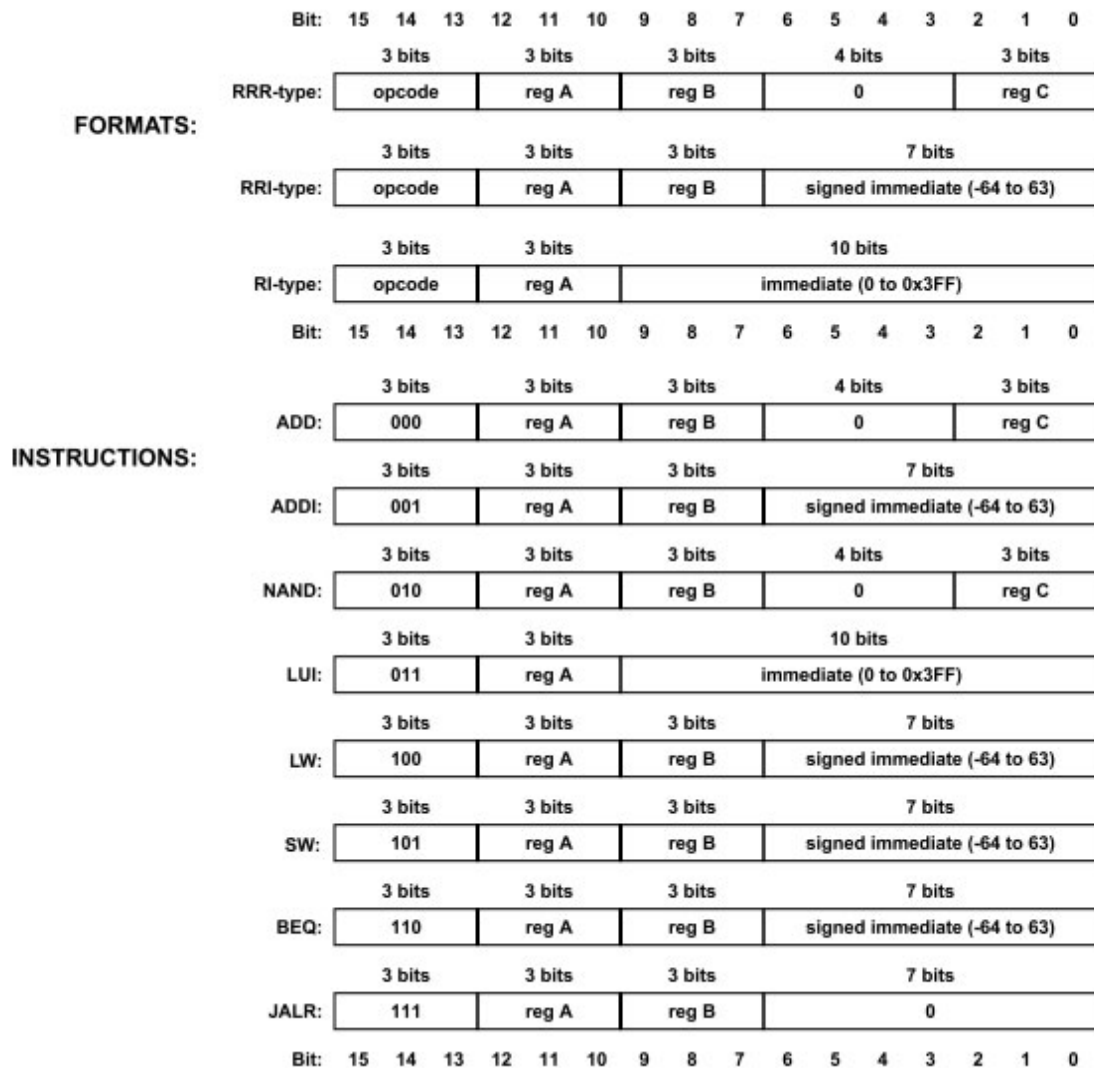 Bit: 15 14 13 12 11 10 9 8 7 6 5 4 3 2 1 0
3 bits 3 bits 3 bits 4 bits 3 bits
RRR-type: opcode reg A reg B 0 reg C
FORMATS:
3 bits 3 bits 3 bits 7 bits
RRI-type: opcode reg A reg B signed immediate (-64 to 63)
3 bits 3 bits 10 bits
RI-type: opcode reg A immediate (0 to 0x3FF)
Bit: 15 14 13 12 11 10 9 8 7 6 5 4 3 2 1 0
3 bits 3 bits 3 bits 4 bits 3 bits
ADD: 000 reg A reg B 0 reg C
INSTRUCTIONS:
3 bits 3 bits 3 bits 7 bits
ADDI: 001 reg A reg B signed immediate (-64 to 63)
3 bits 3 bits 3 bits 4 bits 3 bits
NAND: 010 reg A reg B 0 reg C
3 bits 3 bits 10 bits
LUI: 011 reg A immediate (0 to 0x3FF)
3 bits 3 bits 3 bits 7 bits
LW: 100 reg A reg B signed immediate (-64 to 63)
3 bits 3 bits 3 bits 7 bits
SW: 101 reg A reg B signed immediate (-64 to 63)
3 bits 3 bits 3 bits 7 bits
BEQ: 110 reg A reg B signed immediate (-64 to 63)
3 bits 3 bits 3 bits 7 bits
JALR: 111 reg A reg B 0
Bit: 15 14 13 12 11 10 9 8 7 6 5 4 3 2 1 0